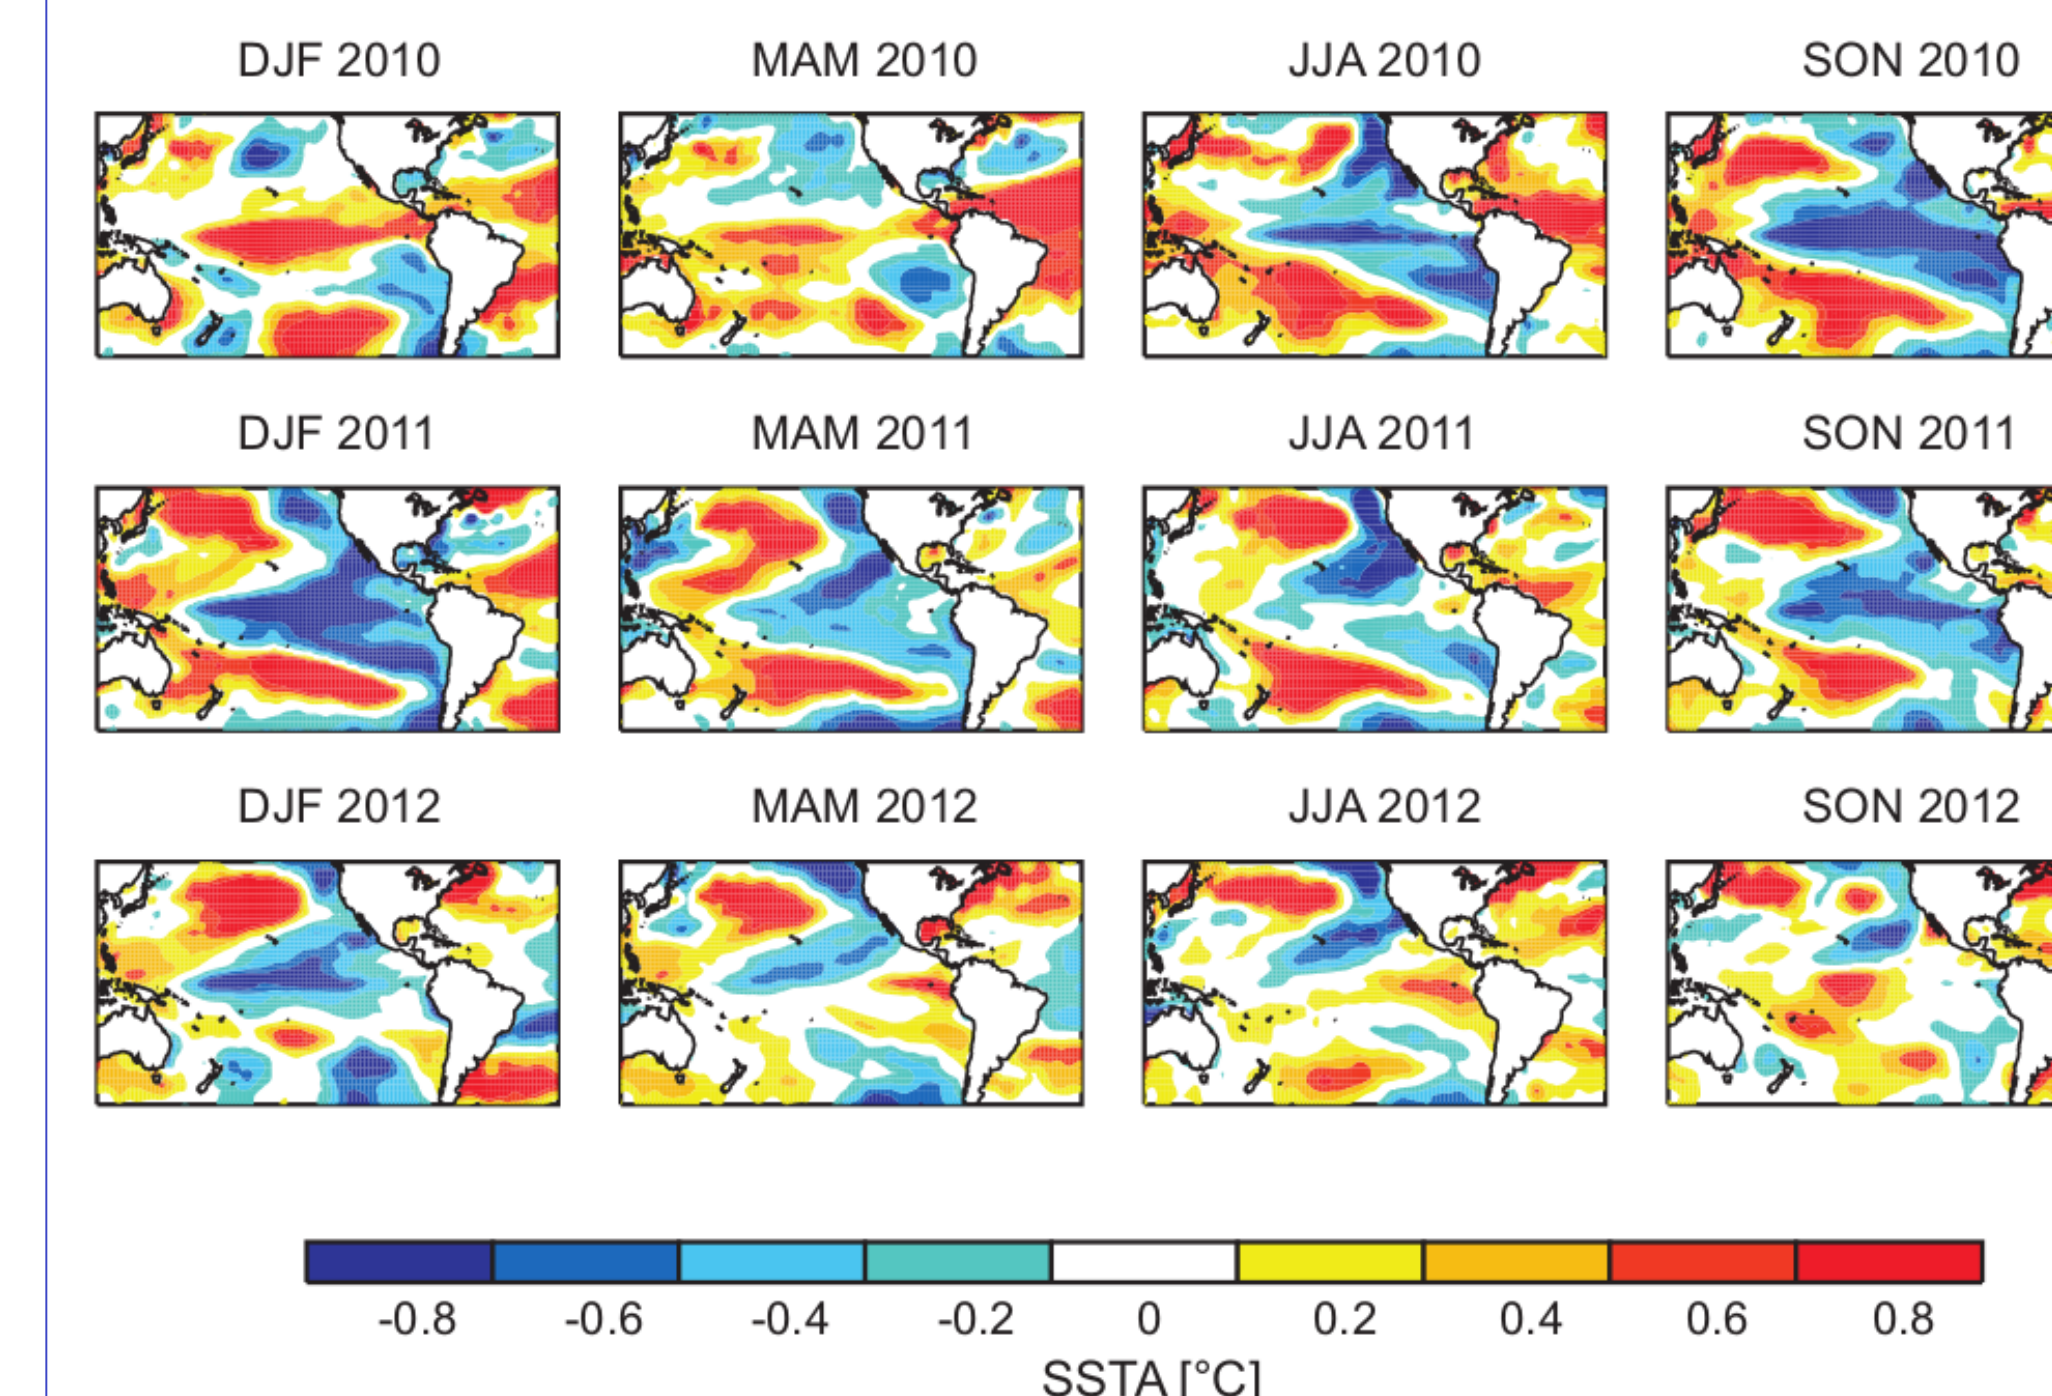 DJF 2010 MAM 2010 JJA 2010 SON 2010
DJF 2011 MAM 2011 JJA 2011 SON 2011
DJF 2012 MAM 2012 JJA 2012 SON 2012
-0.8 -0.6 -0.4 -0.2 0 0.2 0.4 0.6 0.8
SSTA [°C]